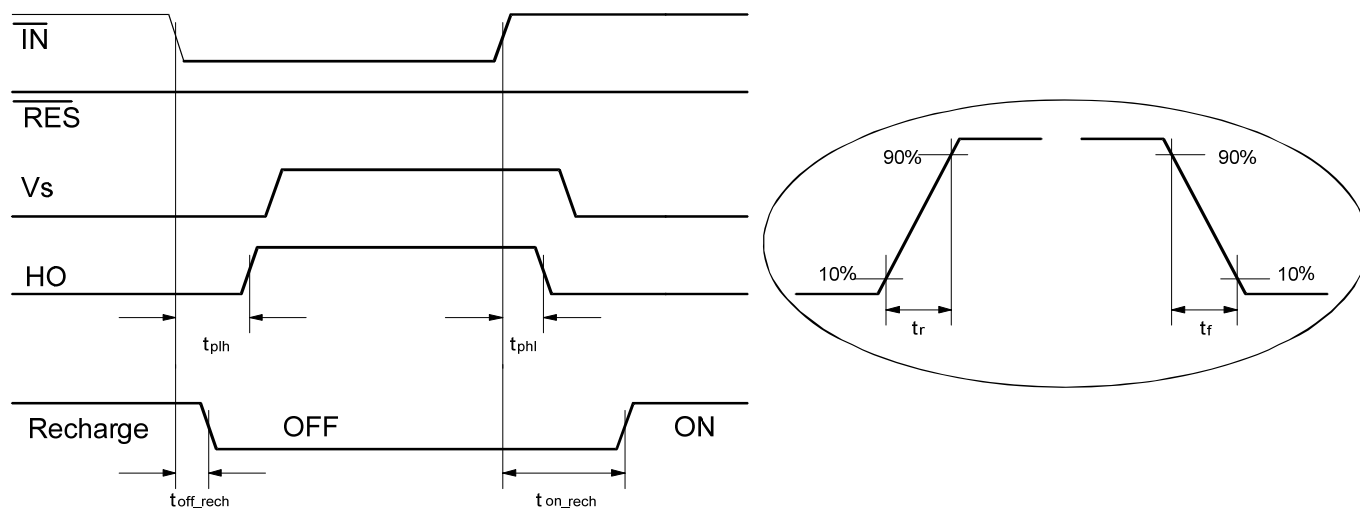 IN
RES
Vs
HO
tplh
tphl
Recharge
OFF
ON
toff_rech
ton_rech
90%
90%
10%
10%
tr
tf